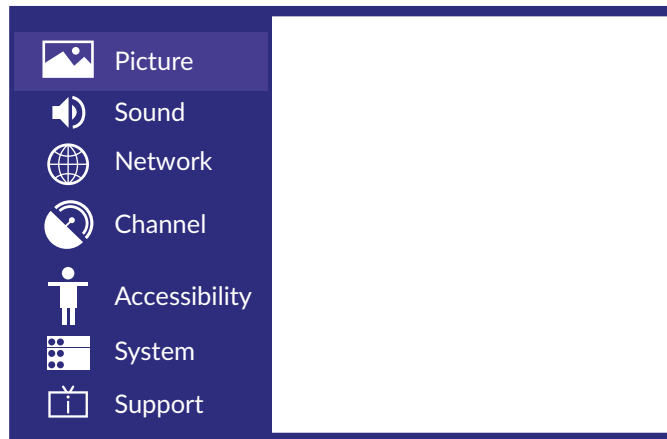 Picture
Sound
Network
Channel
Accessibility
System
Support